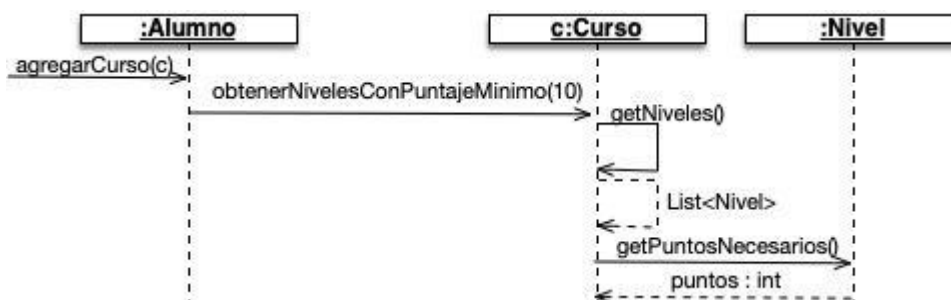 :Alumno
c:Curso
:Nivel
agregarCurso(c)
obtenerNivelesConPuntajeMinimo(10)
getNiveles()
List<Nivel>
getPuntosNecesarios()
puntos : int